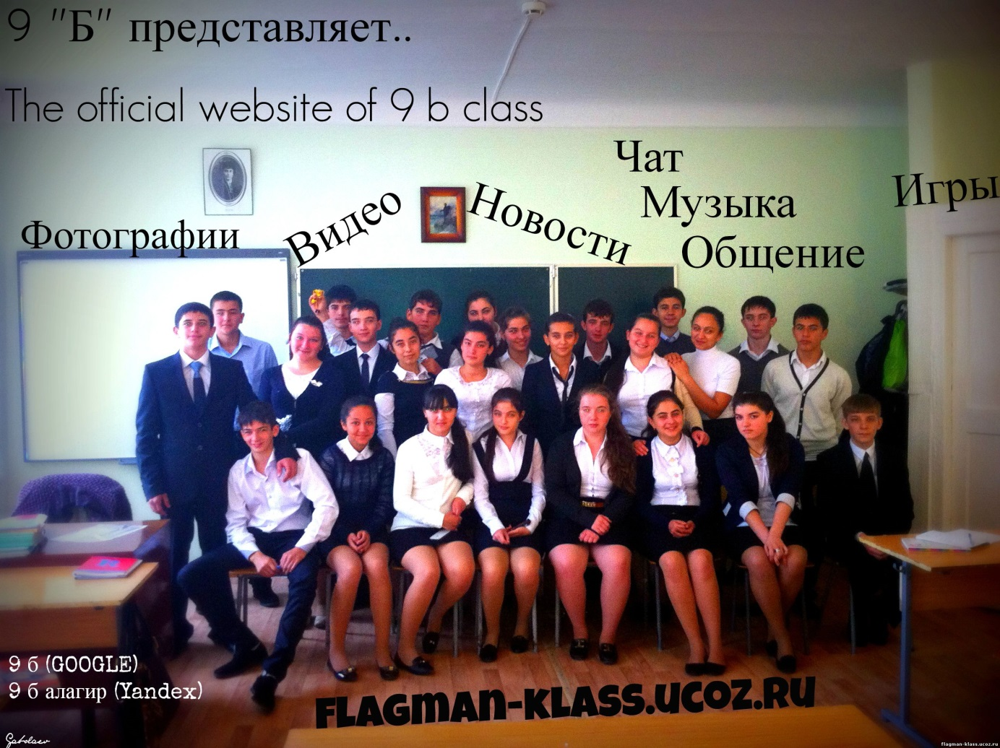 9 "Б" представляет..
The official website of 9 b class
Чат
Музыка
Общение
Игры
Фотографии
Видео
Новости
9 б (GOOGLE)
9 б алагир (Yandex)
FLAGMAN-KLASS.UCOZ.RU
Gabolaev
flagman-klass.ucoz.ru